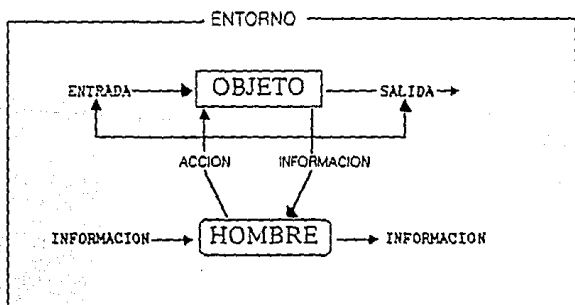 ENTORNO
ENTRADA OBJETO SALIDA
ACCION INFORMACION
INFORMACION HOMBRE INFORMACION